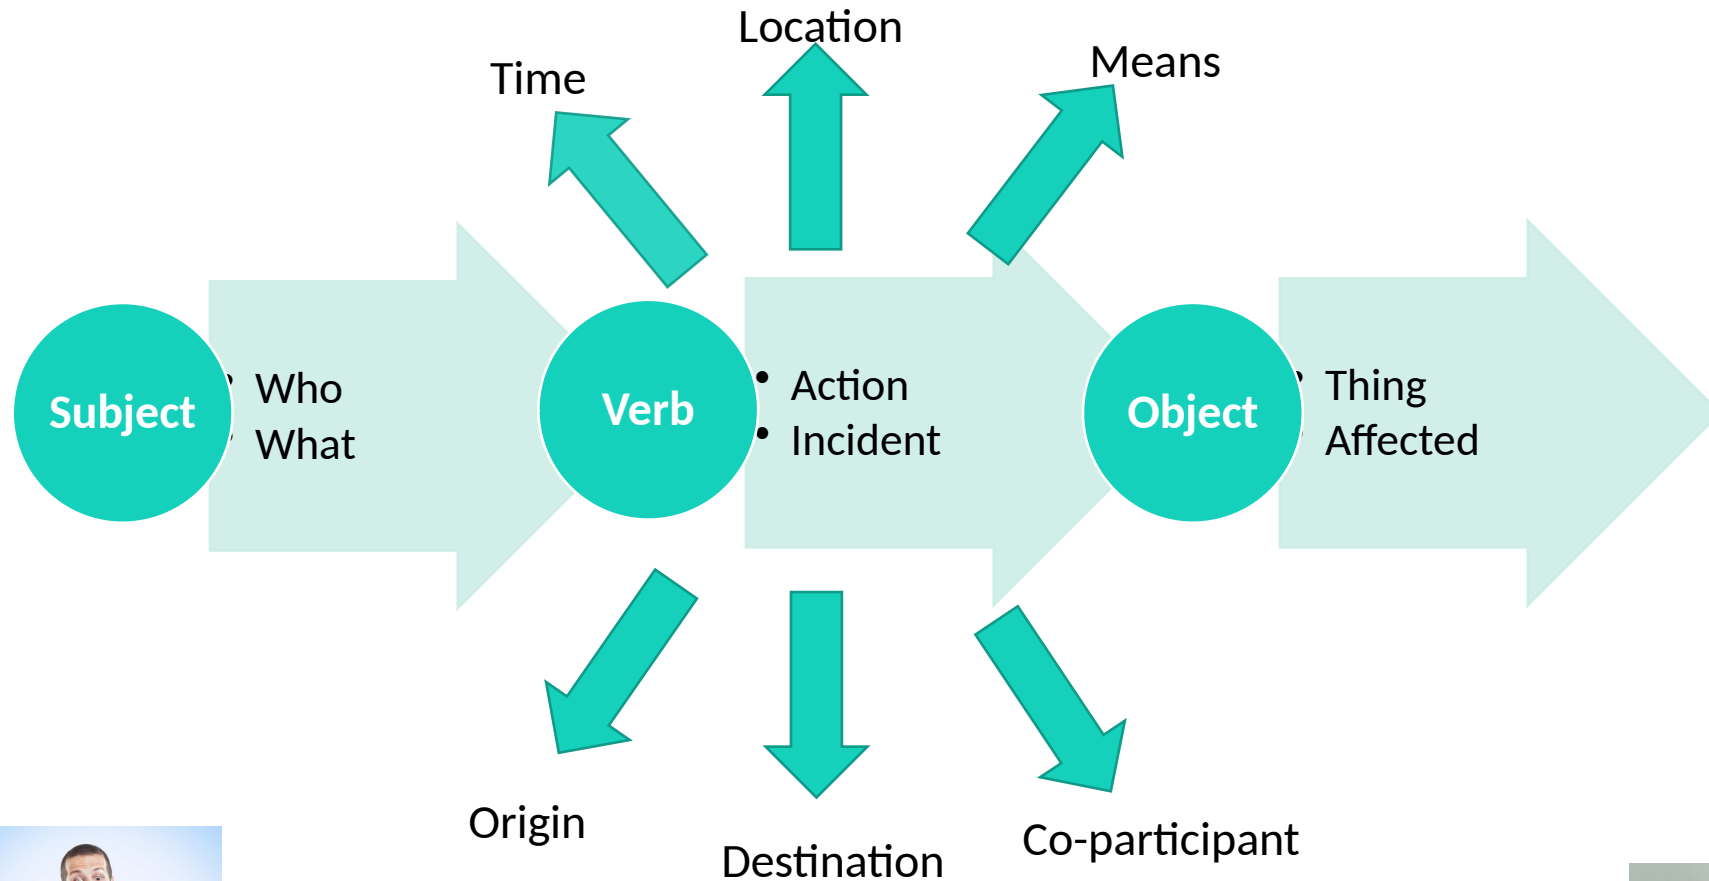 Location
Time
Means
Subject
• Who
• What
Verb
• Action
• Incident
Object
• Thing
• Affected
Origin
Destination
Co-participant